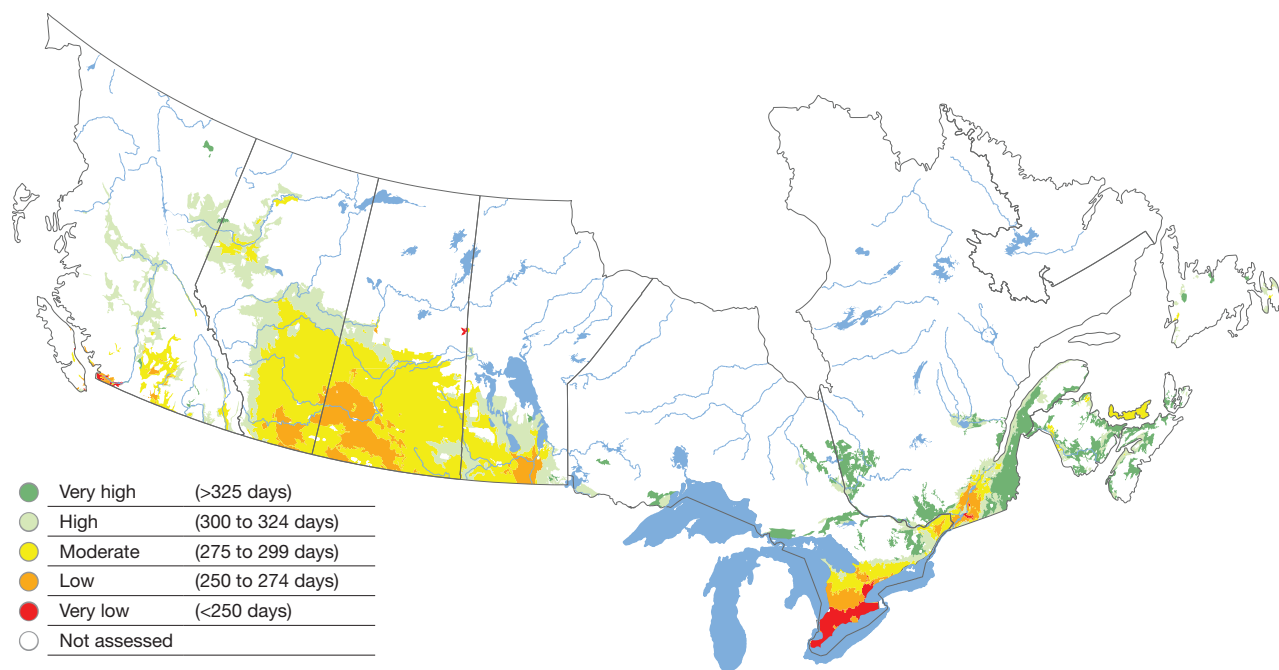 Very high (>325 days)
High (300 to 324 days)
Moderate (275 to 299 days)
Low (250 to 274 days)
Very low (<250 days)
Not assessed